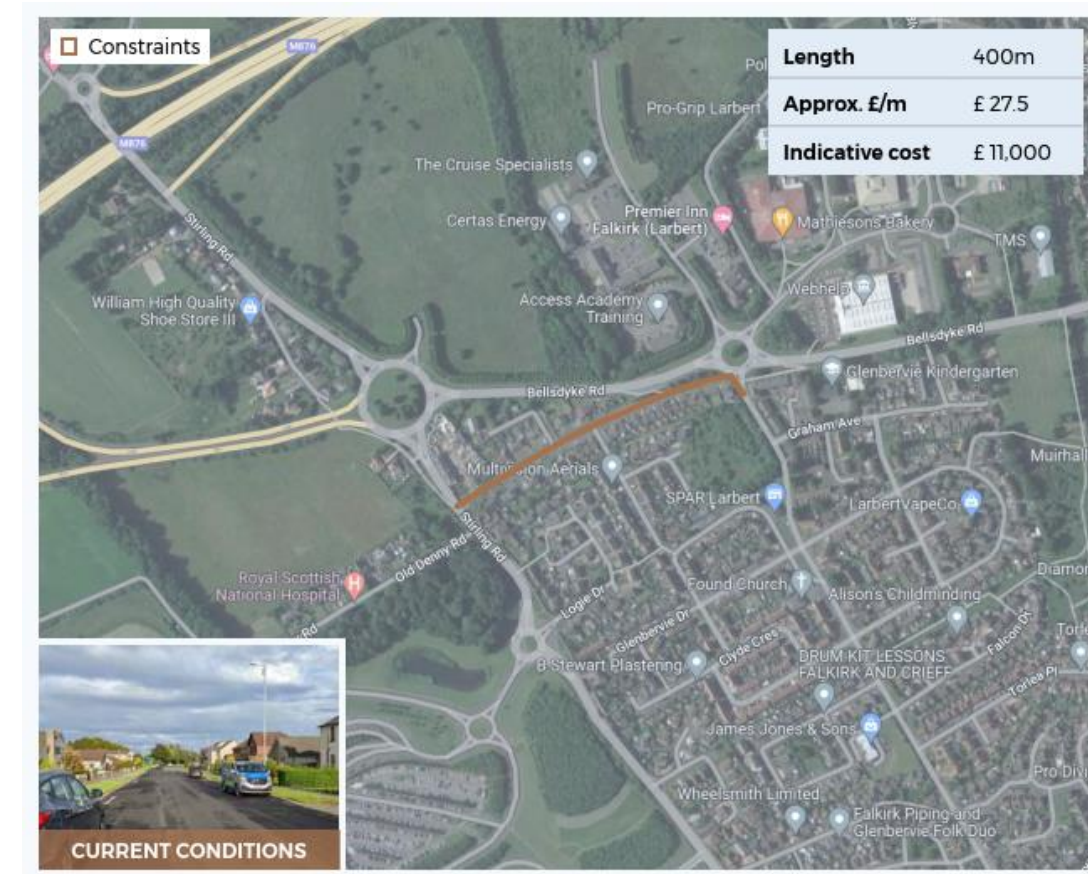 Constraints
M876
Length 400m
Approx. £/m £ 27.5
Indicative cost £ 11,000
Pro-Grip Larbert
M876
The Cruise Specialists
Certas Energy
Premier Inn
Falkirk (Larbert)
Mathiesons Bakery
TMS
Stirling Rd
William High Quality
Shoe Store III
Access Academy
Training
Webhelp
Bellsdyke Rd
Bellsdyke Rd
Glenbervie Kindergarten
Graham Ave
Muirhall
Multivision Aerials
SPAR Larbert
LarbertVapeCo
Stirling Rd
Old Denny Rd
Royal Scottish
National Hospital
Logie Dr
Found Church
Alison's Childminding
Glenbervie Dr
Clyde Cres
Falcon Dr
B Stewart Plastering
DRUM KIT LESSONS
FALKIRK AND CRIEFF
Torlea Pl
James Jones & Sons
Wheelsmith Limited
Falkirk Piping and
Glenbervie Folk Duo
CURRENT CONDITIONS